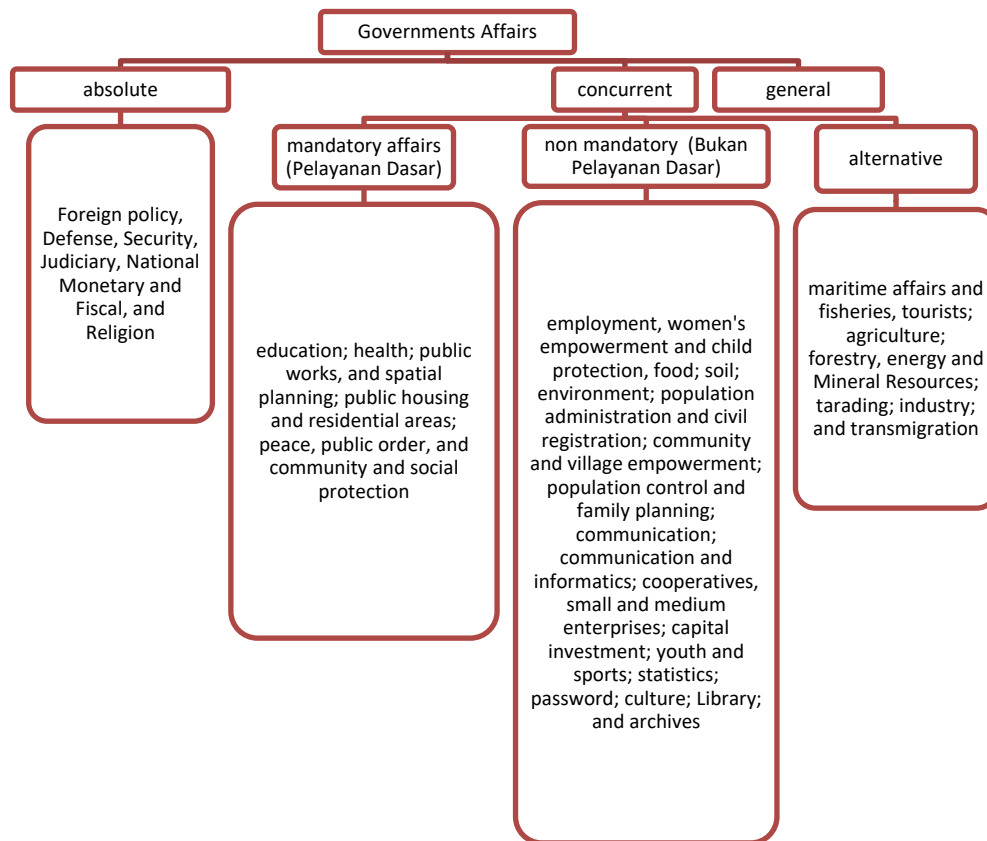 Governments Affairs
absolute
concurrent
general
mandatory affairs
(Pelayanan Dasar)
non mandatory (Bukan
Pelayanan Dasar)
alternative
Foreign policy,
Defense, Security,
Judiciary, National
Monetary and
Fiscal, and
Religion
education; health; public
works, and spatial
planning; public housing
and residential areas;
peace, public order, and
community and social
protection
employment, women's
empowerment and child
protection, food; soil;
environment; population
administration and civil
registration; community
and village empowerment;
population control and
family planning;
communication;
communication and
informatics; cooperatives,
small and medium
enterprises; capital
investment; youth and
sports; statistics;
password; culture; Library;
and archives
maritime affairs and
fisheries, tourists;
agriculture;
forestry, energy and
Mineral Resources;
tarading; industry;
and transmigration